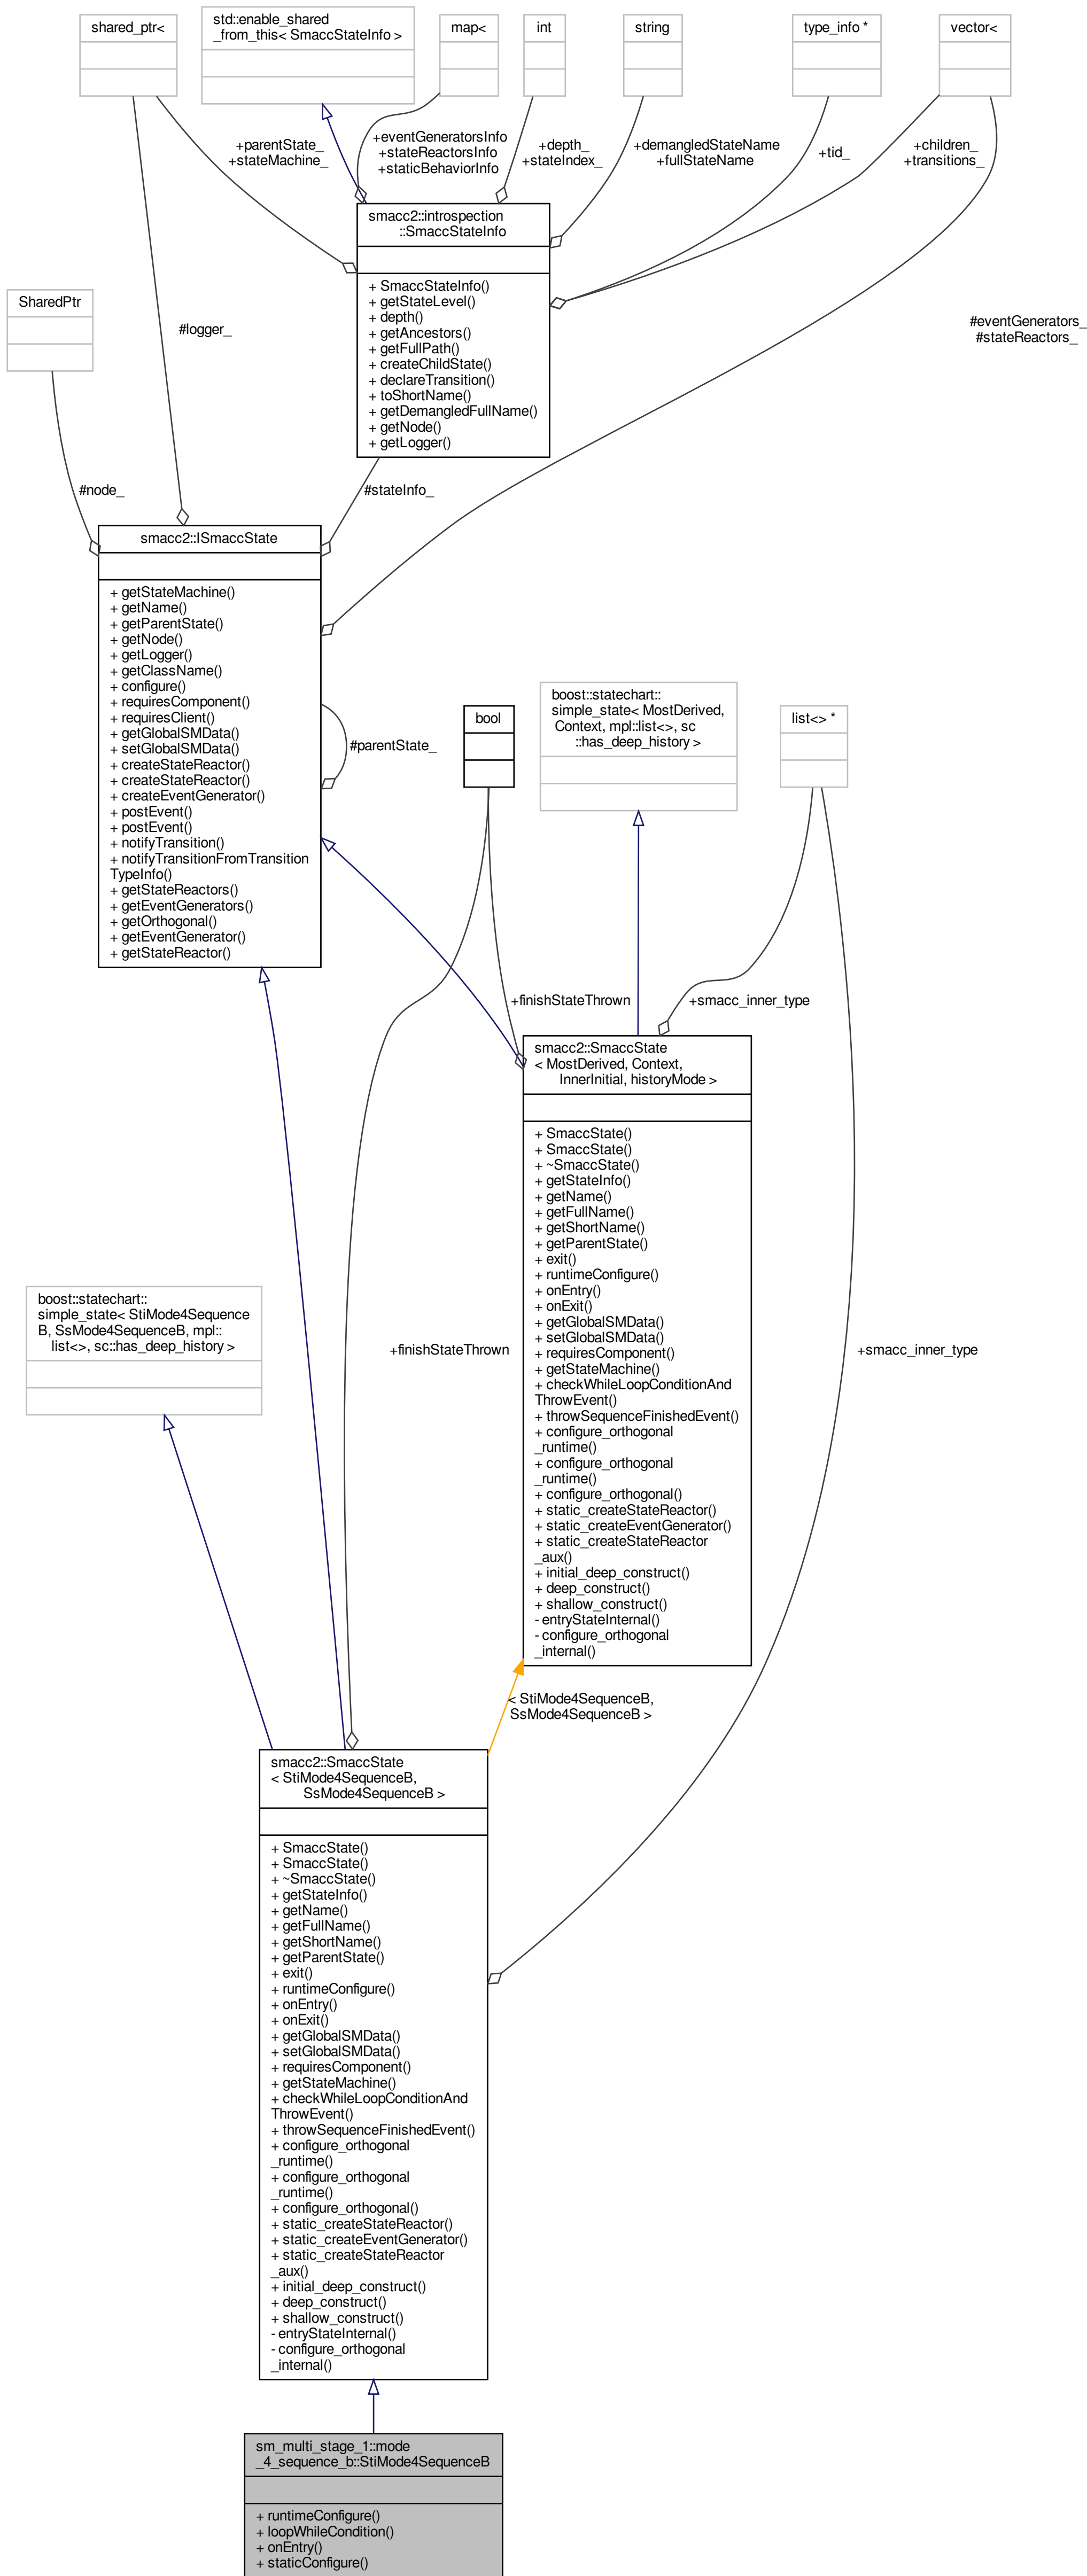 shared_ptr<
std::enable_shared
_from_this< SmaccStateInfo >
map<
int
string
type_info *
vector<
+parentState_
+stateMachine_
+eventGeneratorsInfo
+stateReactorsInfo
+staticBehaviorInfo
+depth_
+stateIndex_
+demangledStateName
+fullStateName
+tid_
+children_
+transitions_
smacc2::introspection
::SmaccStateInfo
+ SmaccStateInfo()
+ getStateLevel()
+ depth()
+ getAncestors()
+ getFullPath()
+ createChildState()
+ declareTransition()
+ toShortName()
+ getDemangledFullName()
+ getNode()
+ getLogger()
SharedPtr
#logger_
#eventGenerators_
#stateReactors_
#node_
#stateInfo_
smacc2::ISmaccState
+ getStateMachine()
+ getName()
+ getParentState()
+ getNode()
+ getLogger()
+ getClassName()
+ configure()
+ requiresComponent()
+ requiresClient()
+ getGlobalSMData()
+ setGlobalSMData()
+ createStateReactor()
+ createStateReactor()
+ createEventGenerator()
+ postEvent()
+ postEvent()
+ notifyTransition()
+ notifyTransitionFromTransition
TypeInfo()
+ getStateReactors()
+ getEventGenerators()
+ getOrthogonal()
+ getEventGenerator()
+ getStateReactor()
#parentState_
bool
boost::statechart::
simple_state< MostDerived,
Context, mpl::list<>, sc
::has_deep_history >
list<> *
+finishStateThrown
+smacc_inner_type
smacc2::SmaccState
< MostDerived, Context,
InnerInitial, historyMode >
+ SmaccState()
+ SmaccState()
+ ~SmaccState()
+ getStateInfo()
+ getName()
+ getFullName()
+ getShortName()
+ getParentState()
+ exit()
+ runtimeConfigure()
+ onEntry()
+ onExit()
+ getGlobalSMData()
+ setGlobalSMData()
+ requiresComponent()
+ getStateMachine()
+ checkWhileLoopConditionAnd
ThrowEvent()
+ throwSequenceFinishedEvent()
+ configure_orthogonal
_runtime()
+ configure_orthogonal
_runtime()
+ configure_orthogonal()
+ static_createStateReactor()
+ static_createEventGenerator()
+ static_createStateReactor
_aux()
+ initial_deep_construct()
+ deep_construct()
+ shallow_construct()
- entryStateInternal()
- configure_orthogonal
_internal()
boost::statechart::
simple_state< StiMode4Sequence
B, SsMode4SequenceB, mpl::
list<>, sc::has_deep_history >
+finishStateThrown
+smacc_inner_type
< StiMode4SequenceB,
SsMode4SequenceB >
smacc2::SmaccState
< StiMode4SequenceB,
SsMode4SequenceB >
+ SmaccState()
+ SmaccState()
+ ~SmaccState()
+ getStateInfo()
+ getName()
+ getFullName()
+ getShortName()
+ getParentState()
+ exit()
+ runtimeConfigure()
+ onEntry()
+ onExit()
+ getGlobalSMData()
+ setGlobalSMData()
+ requiresComponent()
+ getStateMachine()
+ checkWhileLoopConditionAnd
ThrowEvent()
+ throwSequenceFinishedEvent()
+ configure_orthogonal
_runtime()
+ configure_orthogonal
_runtime()
+ configure_orthogonal()
+ static_createStateReactor()
+ static_createEventGenerator()
+ static_createStateReactor
_aux()
+ initial_deep_construct()
+ deep_construct()
+ shallow_construct()
- entryStateInternal()
- configure_orthogonal
_internal()
sm_multi_stage_1::mode
_4_sequence_b::StiMode4SequenceB
+ runtimeConfigure()
+ loopWhileCondition()
+ onEntry()
+ staticConfigure()